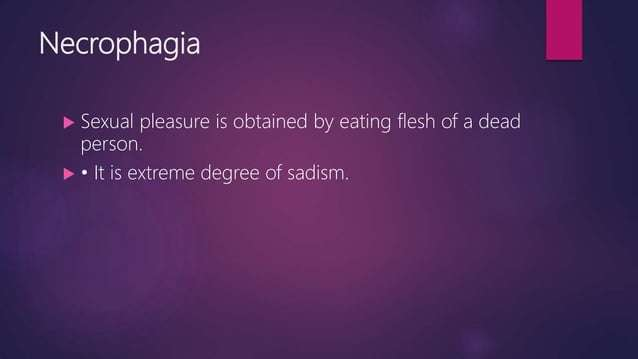 Necrophagia
Sexual pleasure is obtained by eating flesh of a dead
person.
• It is extreme degree of sadism.